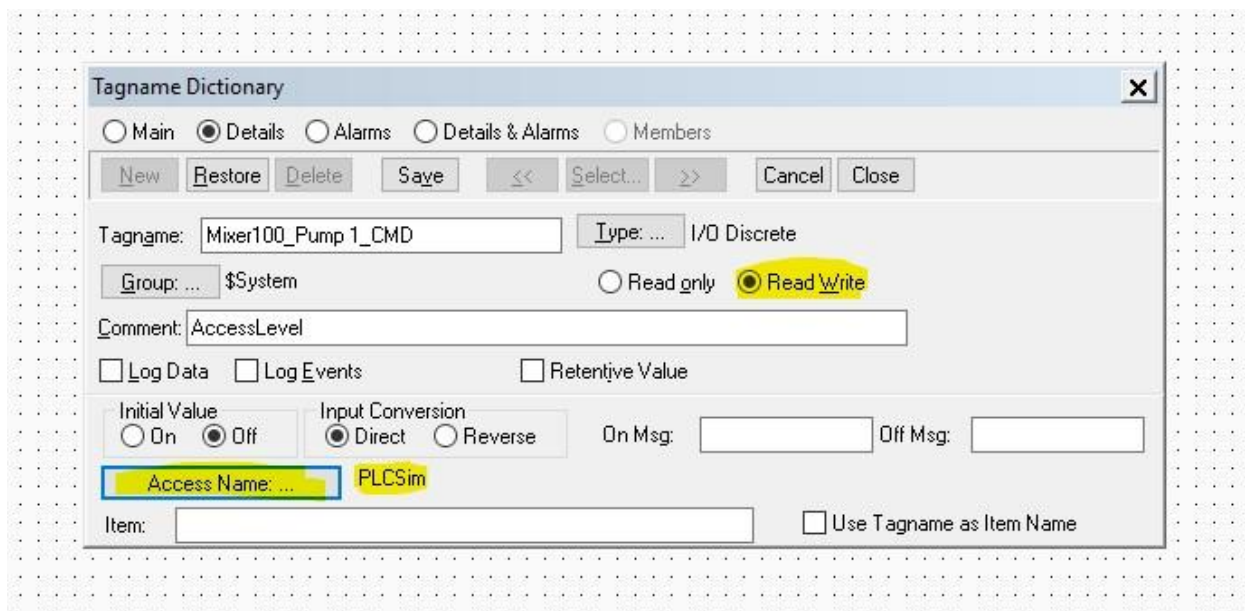 Tagname Dictionary
Main Details Alarms Details & Alarms Members
New Restore Delete Save << Select... >> Cancel Close
Tagname: Mixer100_Pump 1_CMD Type: ... I/O Discrete
Group: ... $System Read only Read Write
Comment: AccessLevel
Log Data Log Events Retentive Value
Initial Value Input Conversion
On Off Direct Reverse On Msg: Off Msg:
Access Name: ... PLCSim
Item: Use Tagname as Item Name